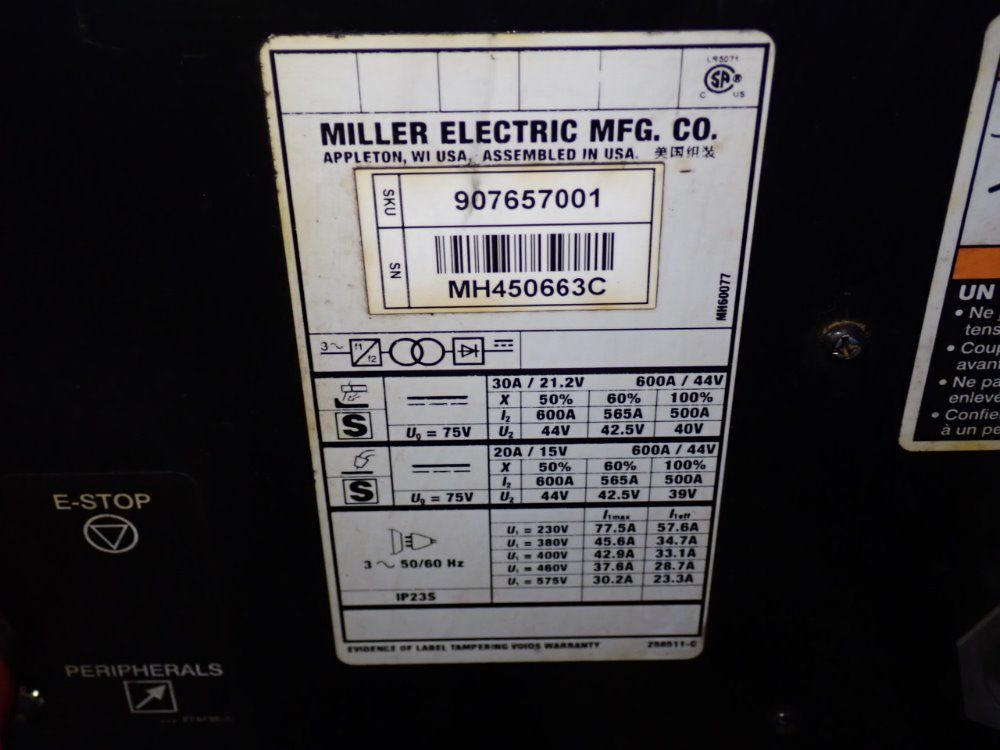 LR5071
SA®
C US
MILLER ELECTRIC MFG. CO.
APPLETON, WI USA, ASSEMBLED IN USA. 美国组装
SKU 907657001
SN
MH450663C
MH60077
3~ f1 f2
30A / 21.2V 600A / 44V
X 50% 60% 100%
I2 600A 565A 500A
S U0 = 75V U2 44V 42.5V 40V
20A / 15V 600A / 44V
X 50% 60% 100%
I2 600A 565A 500A
S U0 = 75V U2 44V 42.5V 39V
I1max I1eff
U1 = 230V 77.5A 57.6A
U1 = 380V 45.6A 34.7A
U1 = 400V 42.9A 33.1A
U1 = 460V 37.6A 28.7A
U1 = 575V 30.2A 23.3A
3 ~ 50/60 Hz
IP23S
EVIDENCE OF LABEL TAMPERING VOIDS WARRANTY 258511-C
E-STOP
PERIPHERALS
UN
• Ne
tens
• Coup
avant
• Ne pa
enleve
• Confie
à un pe